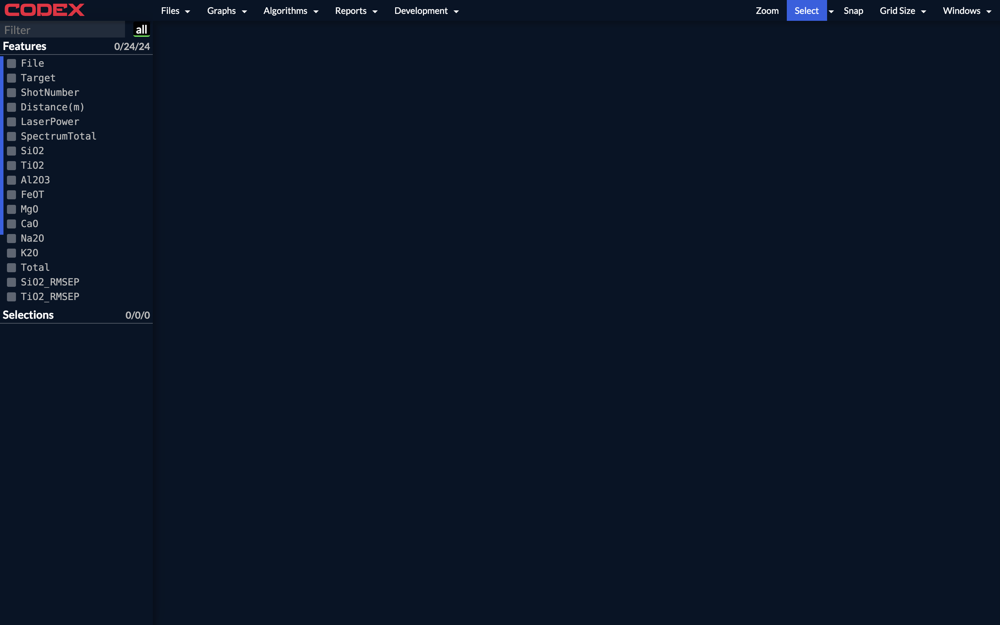 CODEX Files Graphs Algorithms Reports Development Zoom Select Snap Grid Size Windows
Filter all
Features 0/24/24
File
Target
ShotNumber
Distance(m)
LaserPower
SpectrumTotal
SiO2
TiO2
Al2O3
FeOT
MgO
CaO
Na2O
K2O
Total
SiO2_RMSEP
TiO2_RMSEP
Selections 0/0/0